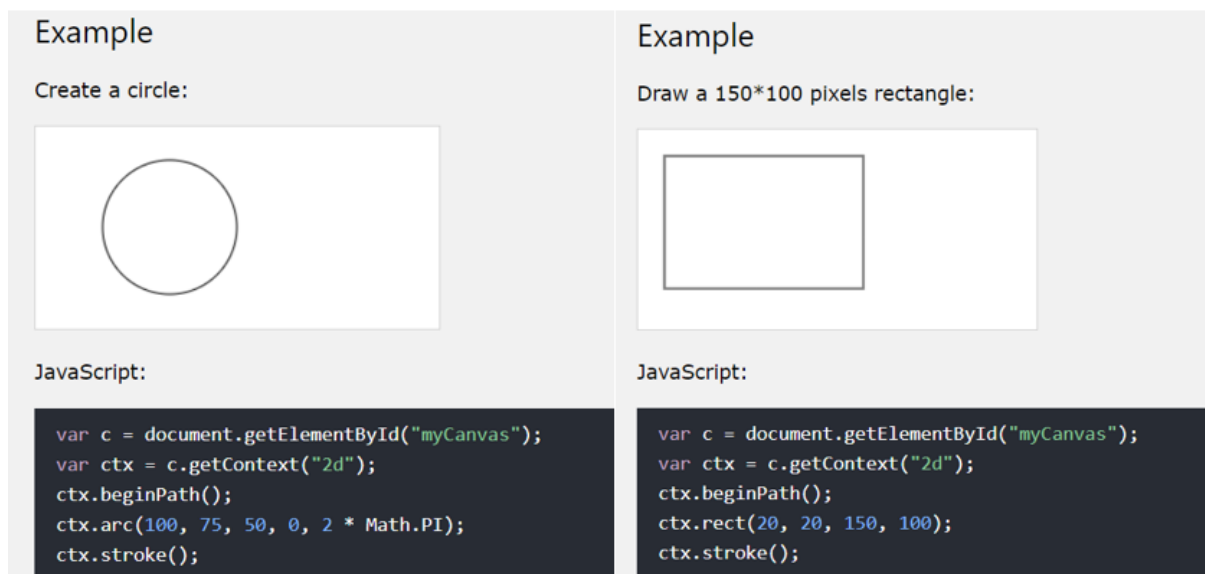 Example
Create a circle:
JavaScript:
var c = document.getElementById("myCanvas");
var ctx = c.getContext("2d");
ctx.beginPath();
ctx.arc(100, 75, 50, 0, 2 * Math.PI);
ctx.stroke();
Example
Draw a 150*100 pixels rectangle:
JavaScript:
var c = document.getElementById("myCanvas");
var ctx = c.getContext("2d");
ctx.beginPath();
ctx.rect(20, 20, 150, 100);
ctx.stroke();